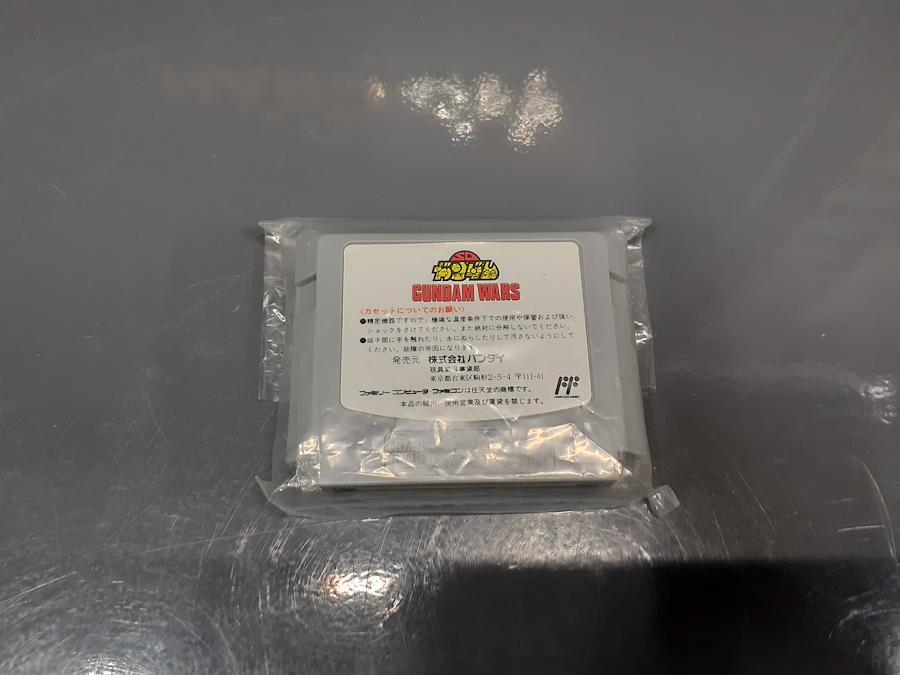 SD
ガンダム
GUNDAM WARS
〈カセットについてのお願い〉
●精密機器ですので、極端な温度条件下での使用や保管および強い
ショックをさけてください。また絶対に分解しないでください。
●端子部に手を触れたり、水にぬらしたりして汚さないようにして
ください。故障の原因になります。
発売元 株式会社バンダイ
東京都台東区駒形2-5-4 〒111-81
ファミリーコンピュータ・ファミコンは任天堂の商標です。
本品の輸出、使用営業及び賃貸を禁じます。